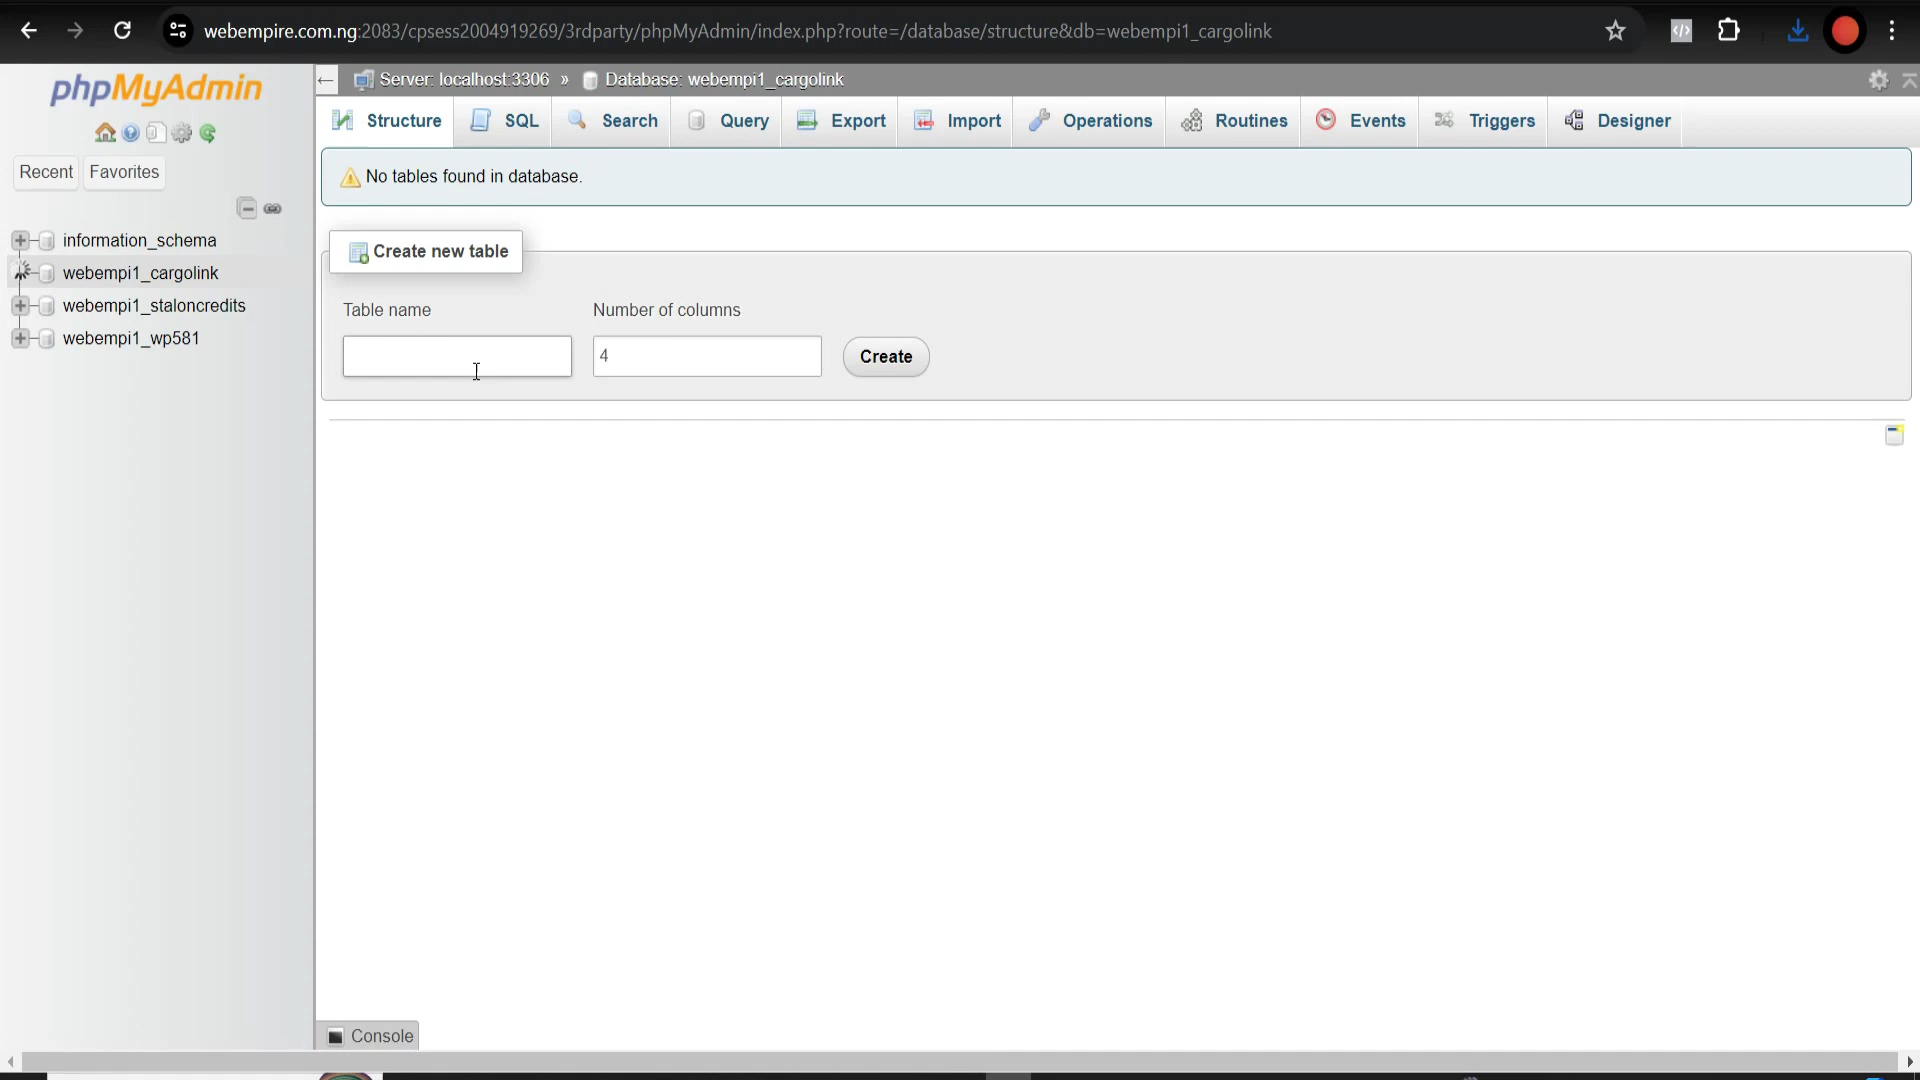 webempire.com.ng:2083/cpsess2004919269/3rdparty/phpMyAdmin/index.php?route=/database/structure&db=webempi1_cargolink
phpMyAdmin
Recent
Favorites
information_schema
webempi1_cargolink
webempi1_staloncredits
webempi1_wp581
Server: localhost:3306 » Database: webempi1_cargolink
Structure SQL Search Query Export Import Operations Routines Events Triggers Designer
No tables found in database.
Create new table
Table name Number of columns
4 Create
Console